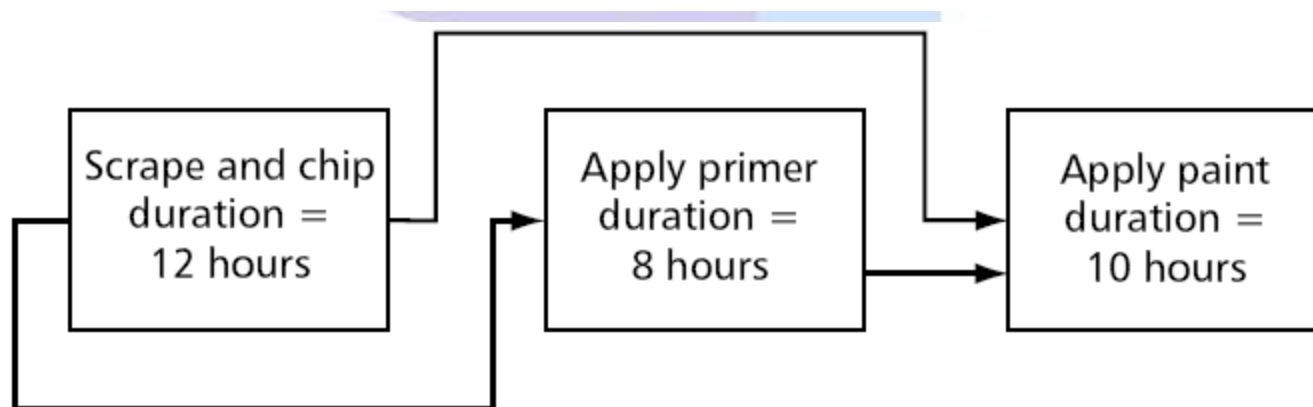 Scrape and chip
duration =
12 hours
Apply primer
duration =
8 hours
Apply paint
duration =
10 hours